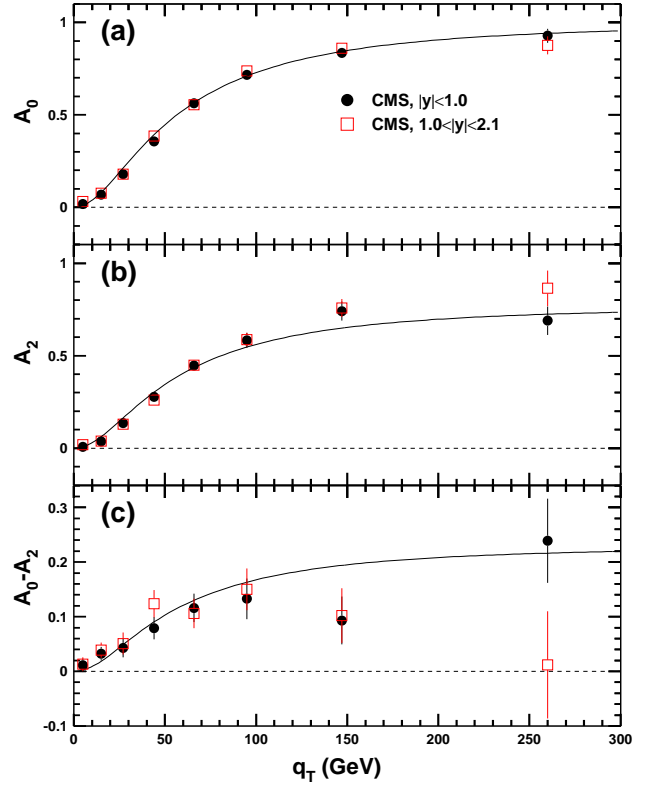 (a)
1
0.5
0
A0
CMS, |y|<1.0
CMS, 1.0<|y|<2.1
(b)
1
0.5
0
A2
(c)
0.3
0.2
0.1
0
-0.1
A0-A2
0 50 100 150 200 250 300
qT (GeV)